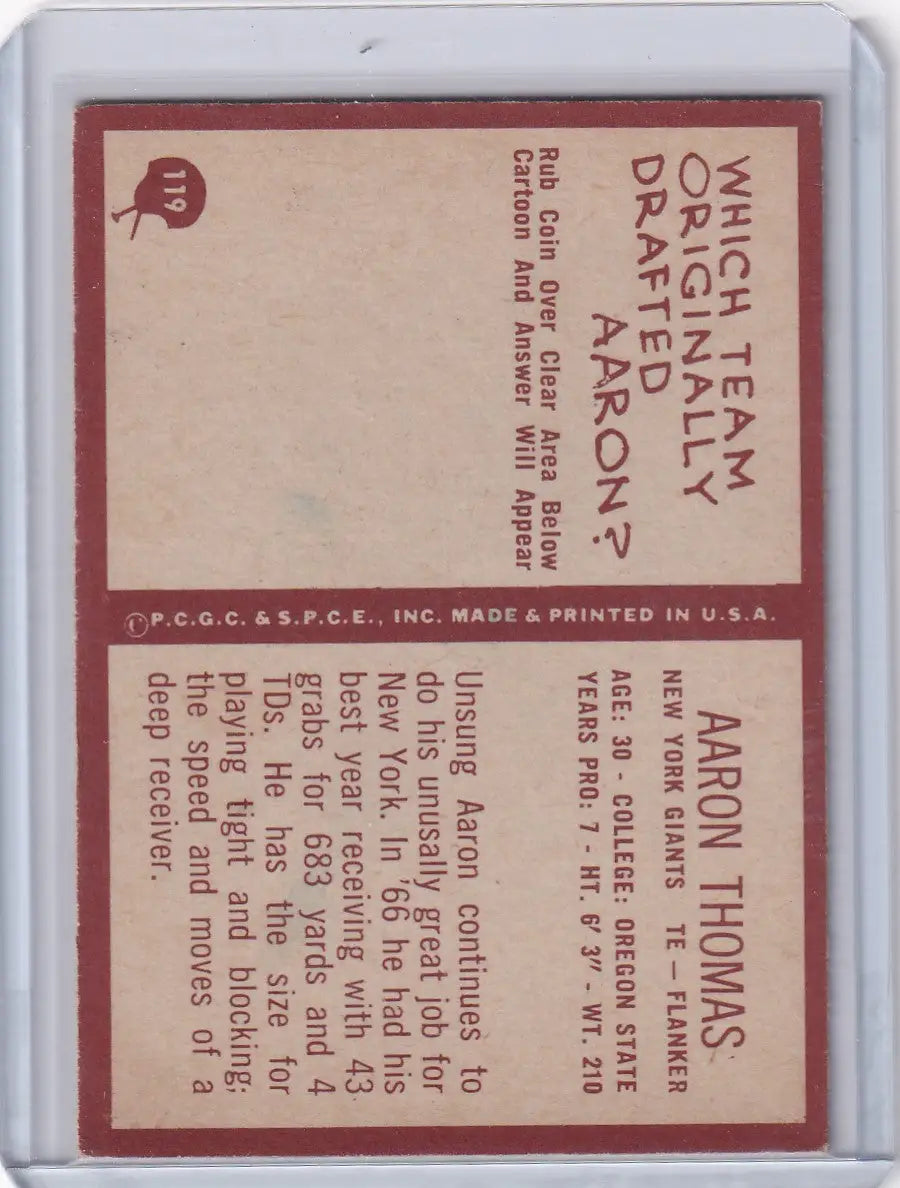 WHICH TEAM
ORIGINALLY
DRAFTED
AARON?
Rub Coin Over Clear Area Below
Cartoon And Answer Will Appear
119
©P.C.G.C. & S.P.C.E., INC. MADE & PRINTED IN U.S.A.
AARON THOMAS
NEW YORK GIANTS TE — FLANKER
AGE: 30 - COLLEGE: OREGON STATE
YEARS PRO: 7 - HT. 6' 3" - WT. 210
Unsung Aaron continues to
do his unusally great job for
New York. In '66 he had his
best year receiving with 43
grabs for 683 yards and 4
TDs. He has the size for
playing tight and blocking;
the speed and moves of a
deep receiver.